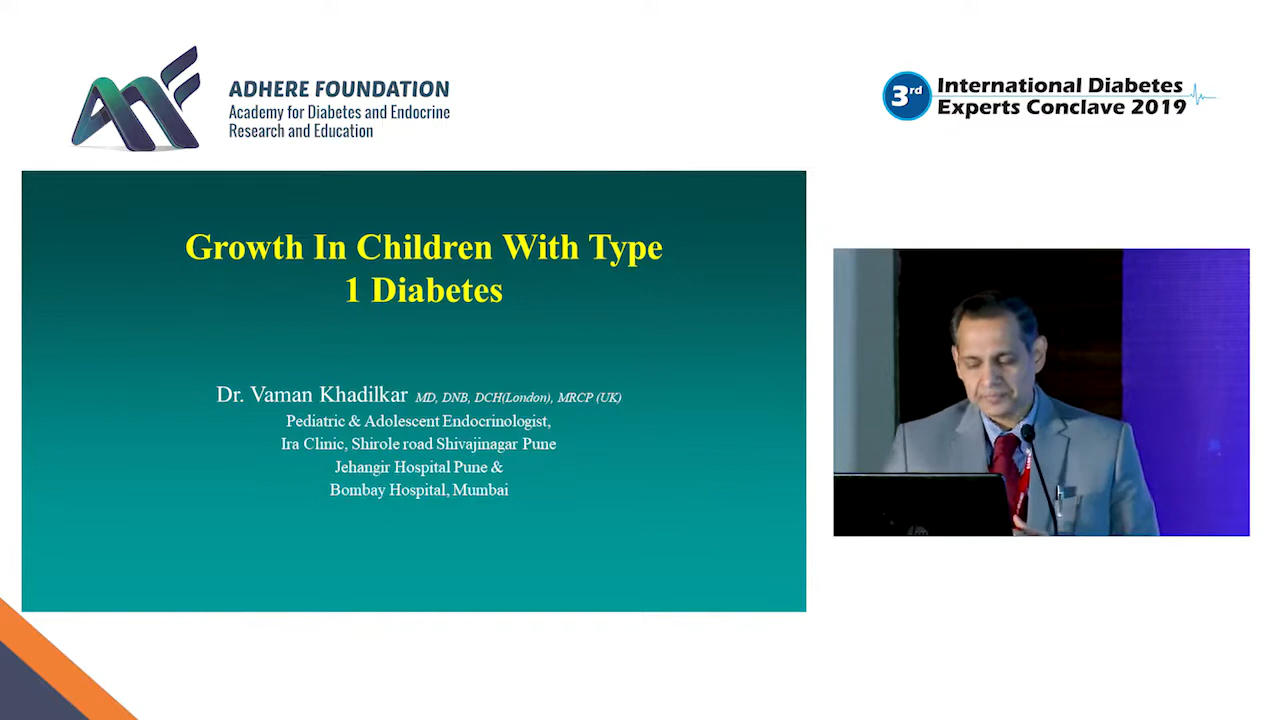 ADHERE FOUNDATION
Academy for Diabetes and Endocrine
Research and Education
3rd
International Diabetes
Experts Conclave 2019
Growth In Children With Type
1 Diabetes
Dr. Vaman Khadilkar MD, DNB, DCH(London), MRCP (UK)
Pediatric & Adolescent Endocrinologist,
Ira Clinic, Shirole road Shivajinagar Pune
Jehangir Hospital Pune &
Bombay Hospital, Mumbai